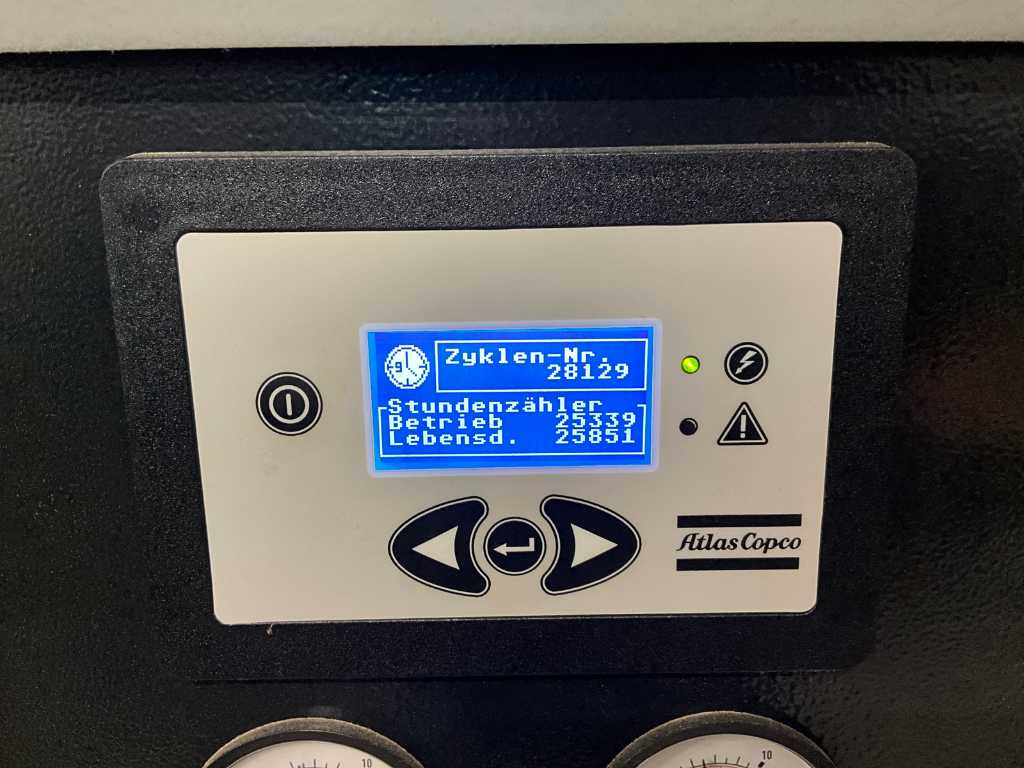 Zyklen-Nr.
28129
Stundenzähler
Betrieb 25339
Lebensd. 25851
Atlas Copco
10
10